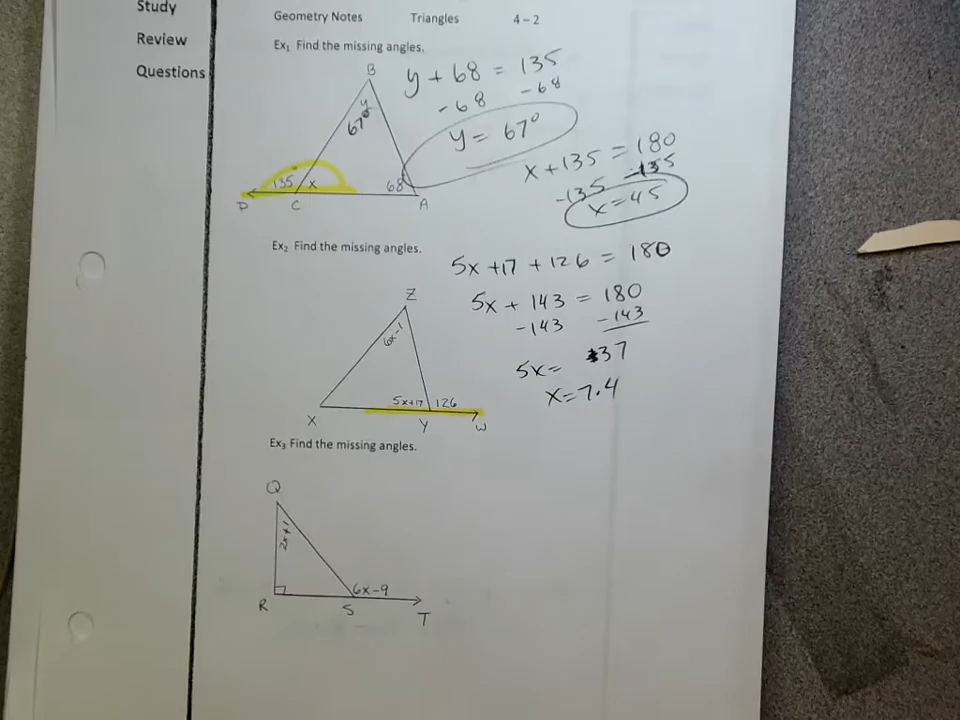 Study
Review
Questions
Geometry Notes Triangles 4-2
Ex1 Find the missing angles.
B
y
67°
135 x 68
D C A
y + 68 = 135
-68 -68
y = 67°
x + 135 = 180
-135 -135
x = 45
Ex2 Find the missing angles.
Z
6x-1
5x+17 126
X Y W
5x + 17 + 126 = 180
5x + 143 = 180
-143 -143
5x = 37
x = 7.4
Ex3 Find the missing angles.
Q
2x+1
6x-9
R S T